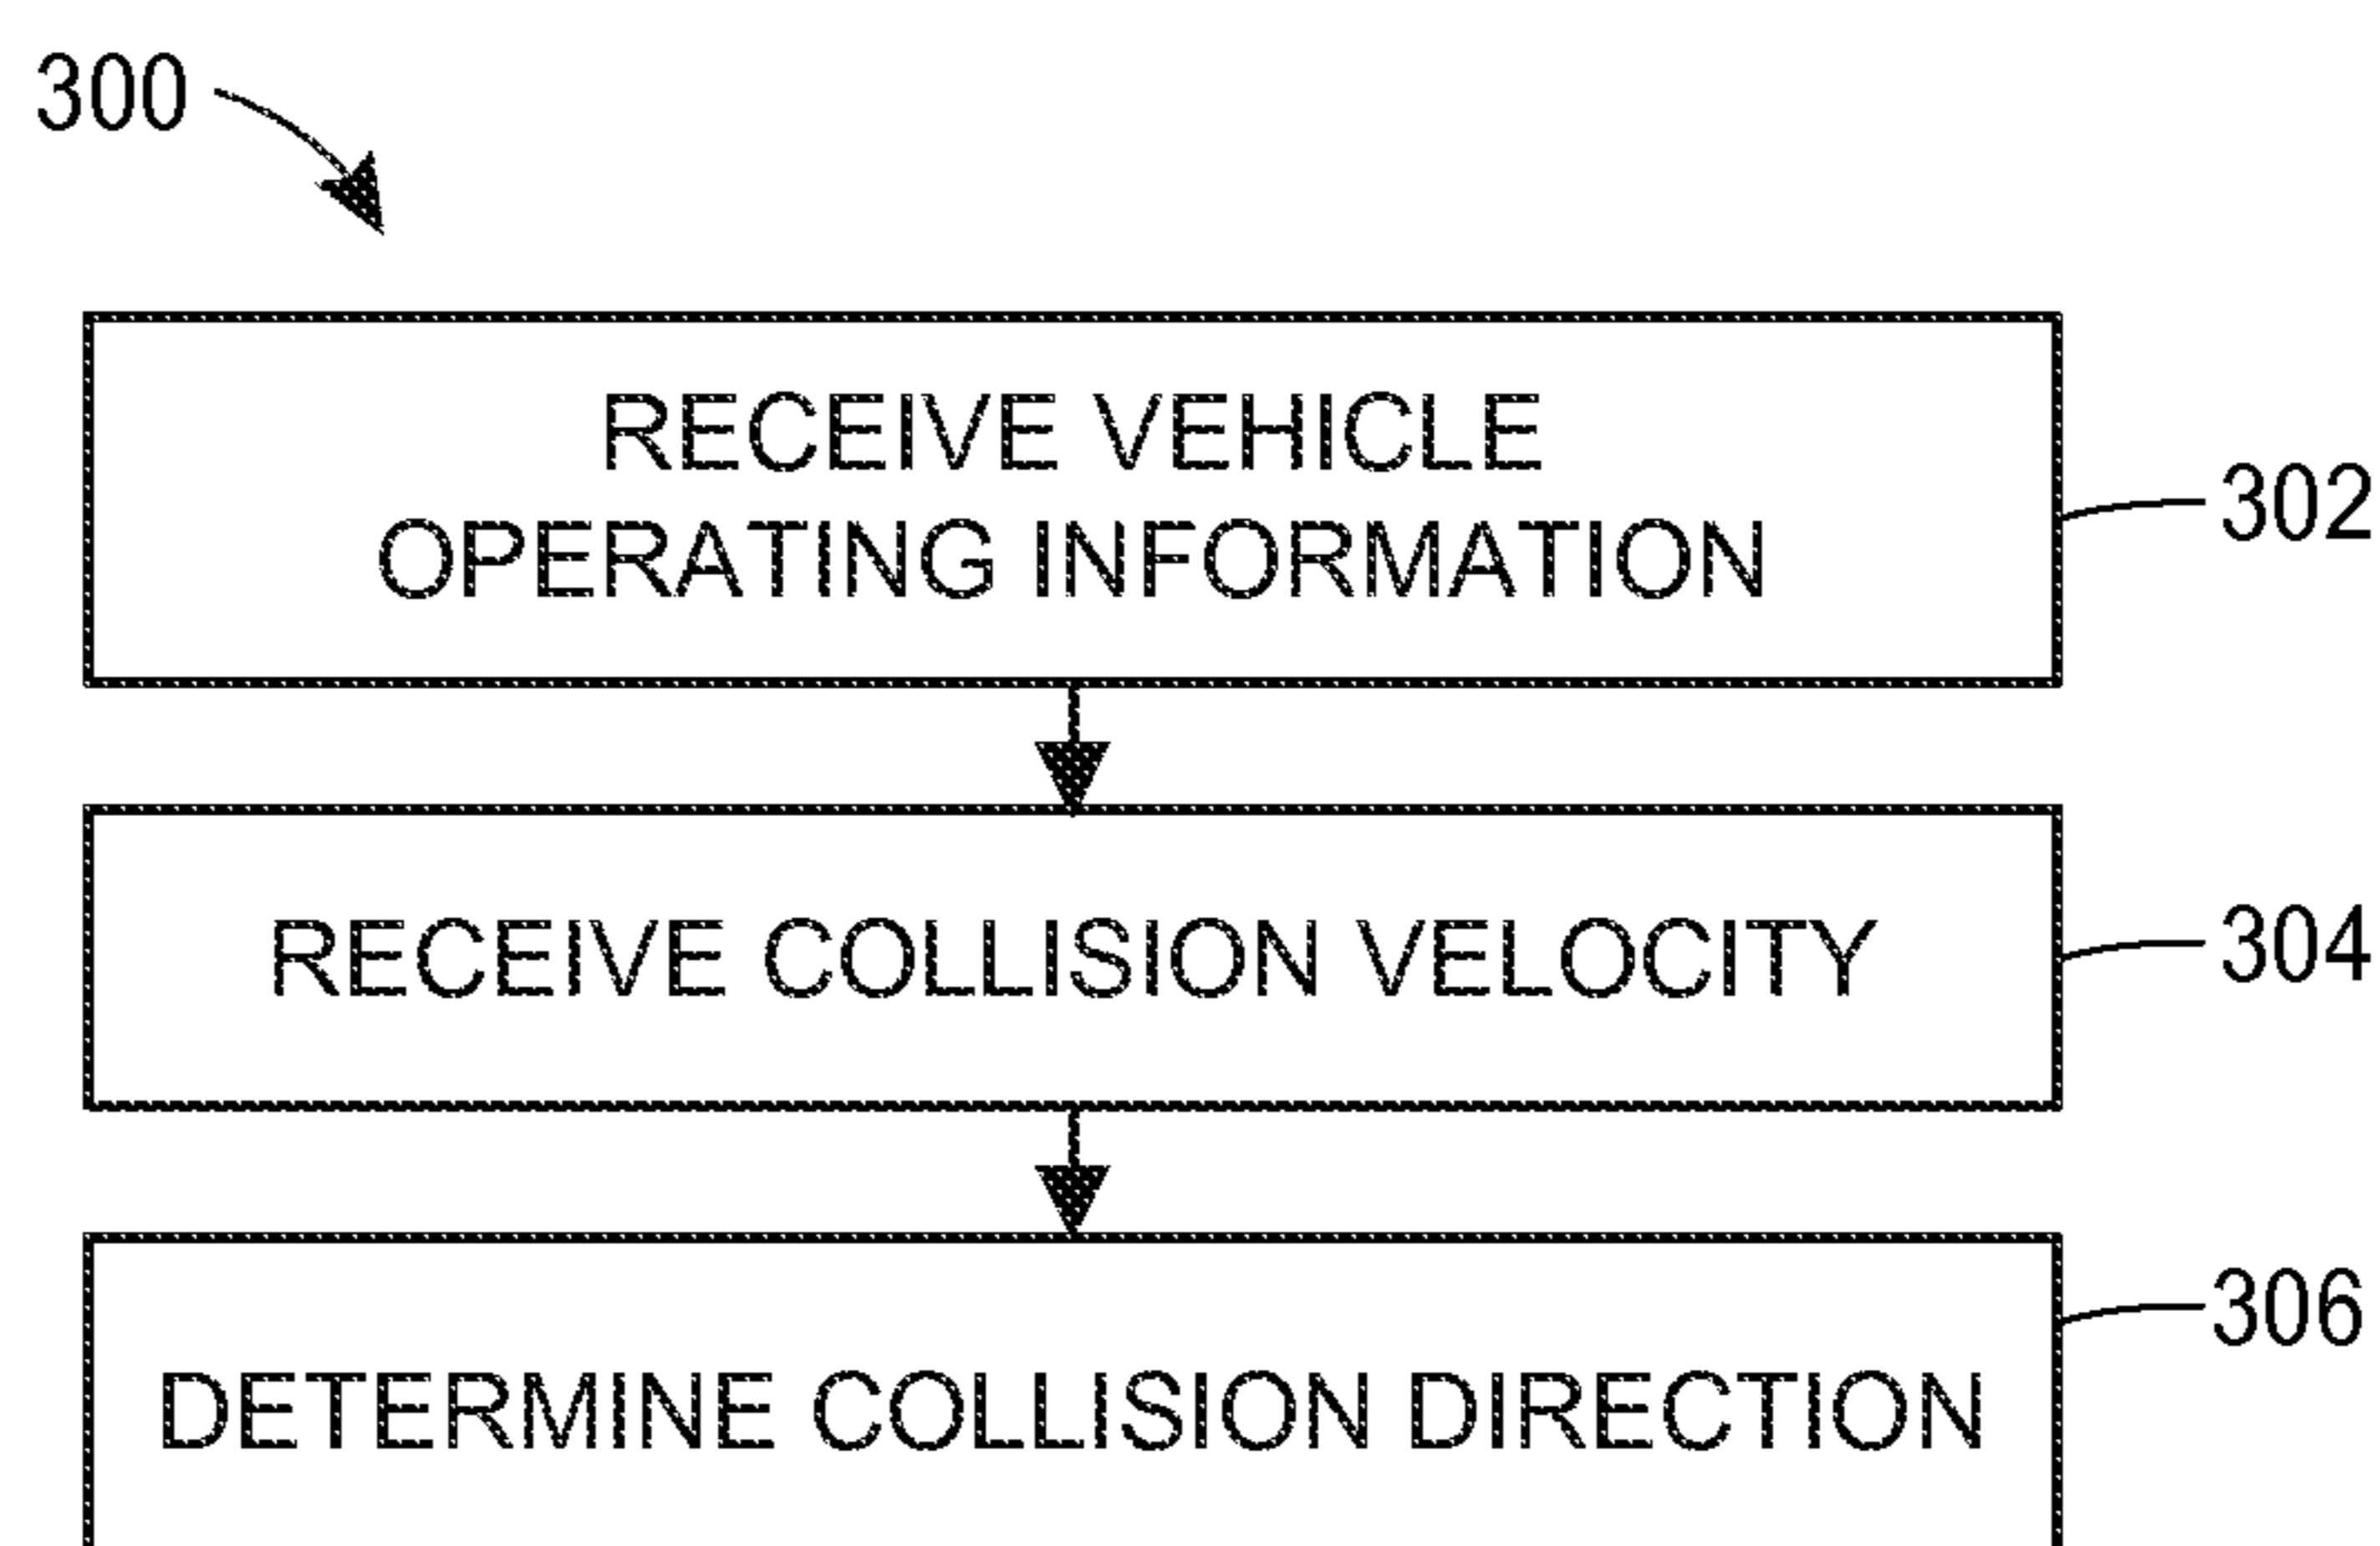 300
RECEIVE VEHICLE
OPERATING INFORMATION
302
RECEIVE COLLISION VELOCITY
304
306
DETERMINE COLLISION DIRECTION